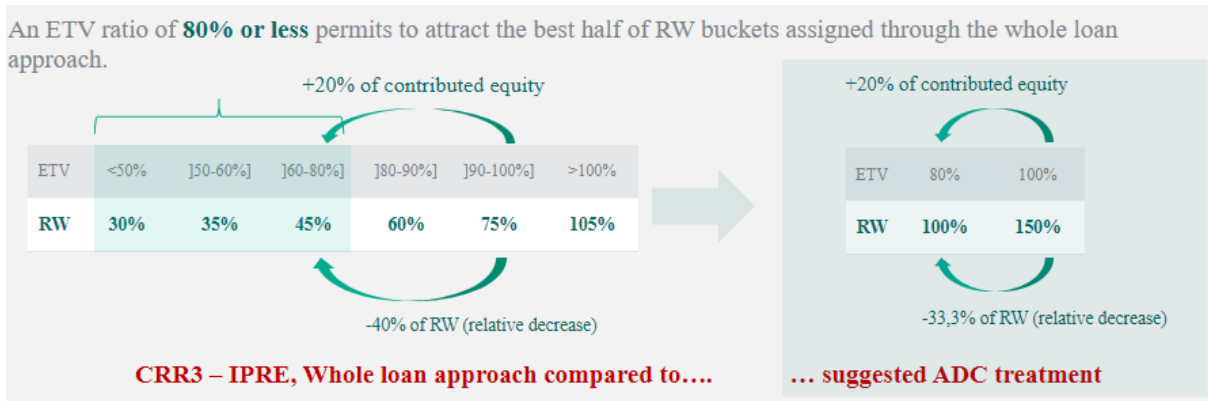 An ETV ratio of 80% or less permits to attract the best half of RW buckets assigned through the whole loan
approach.
+20% of contributed equity
ETV <50% ]50-60%] ]60-80%] ]80-90%] ]90-100%] >100%
RW 30% 35% 45% 60% 75% 105%
-40% of RW (relative decrease)
CRR3 – IPRE, Whole loan approach compared to….
+20% of contributed equity
ETV 80% 100%
RW 100% 150%
-33,3% of RW (relative decrease)
… suggested ADC treatment